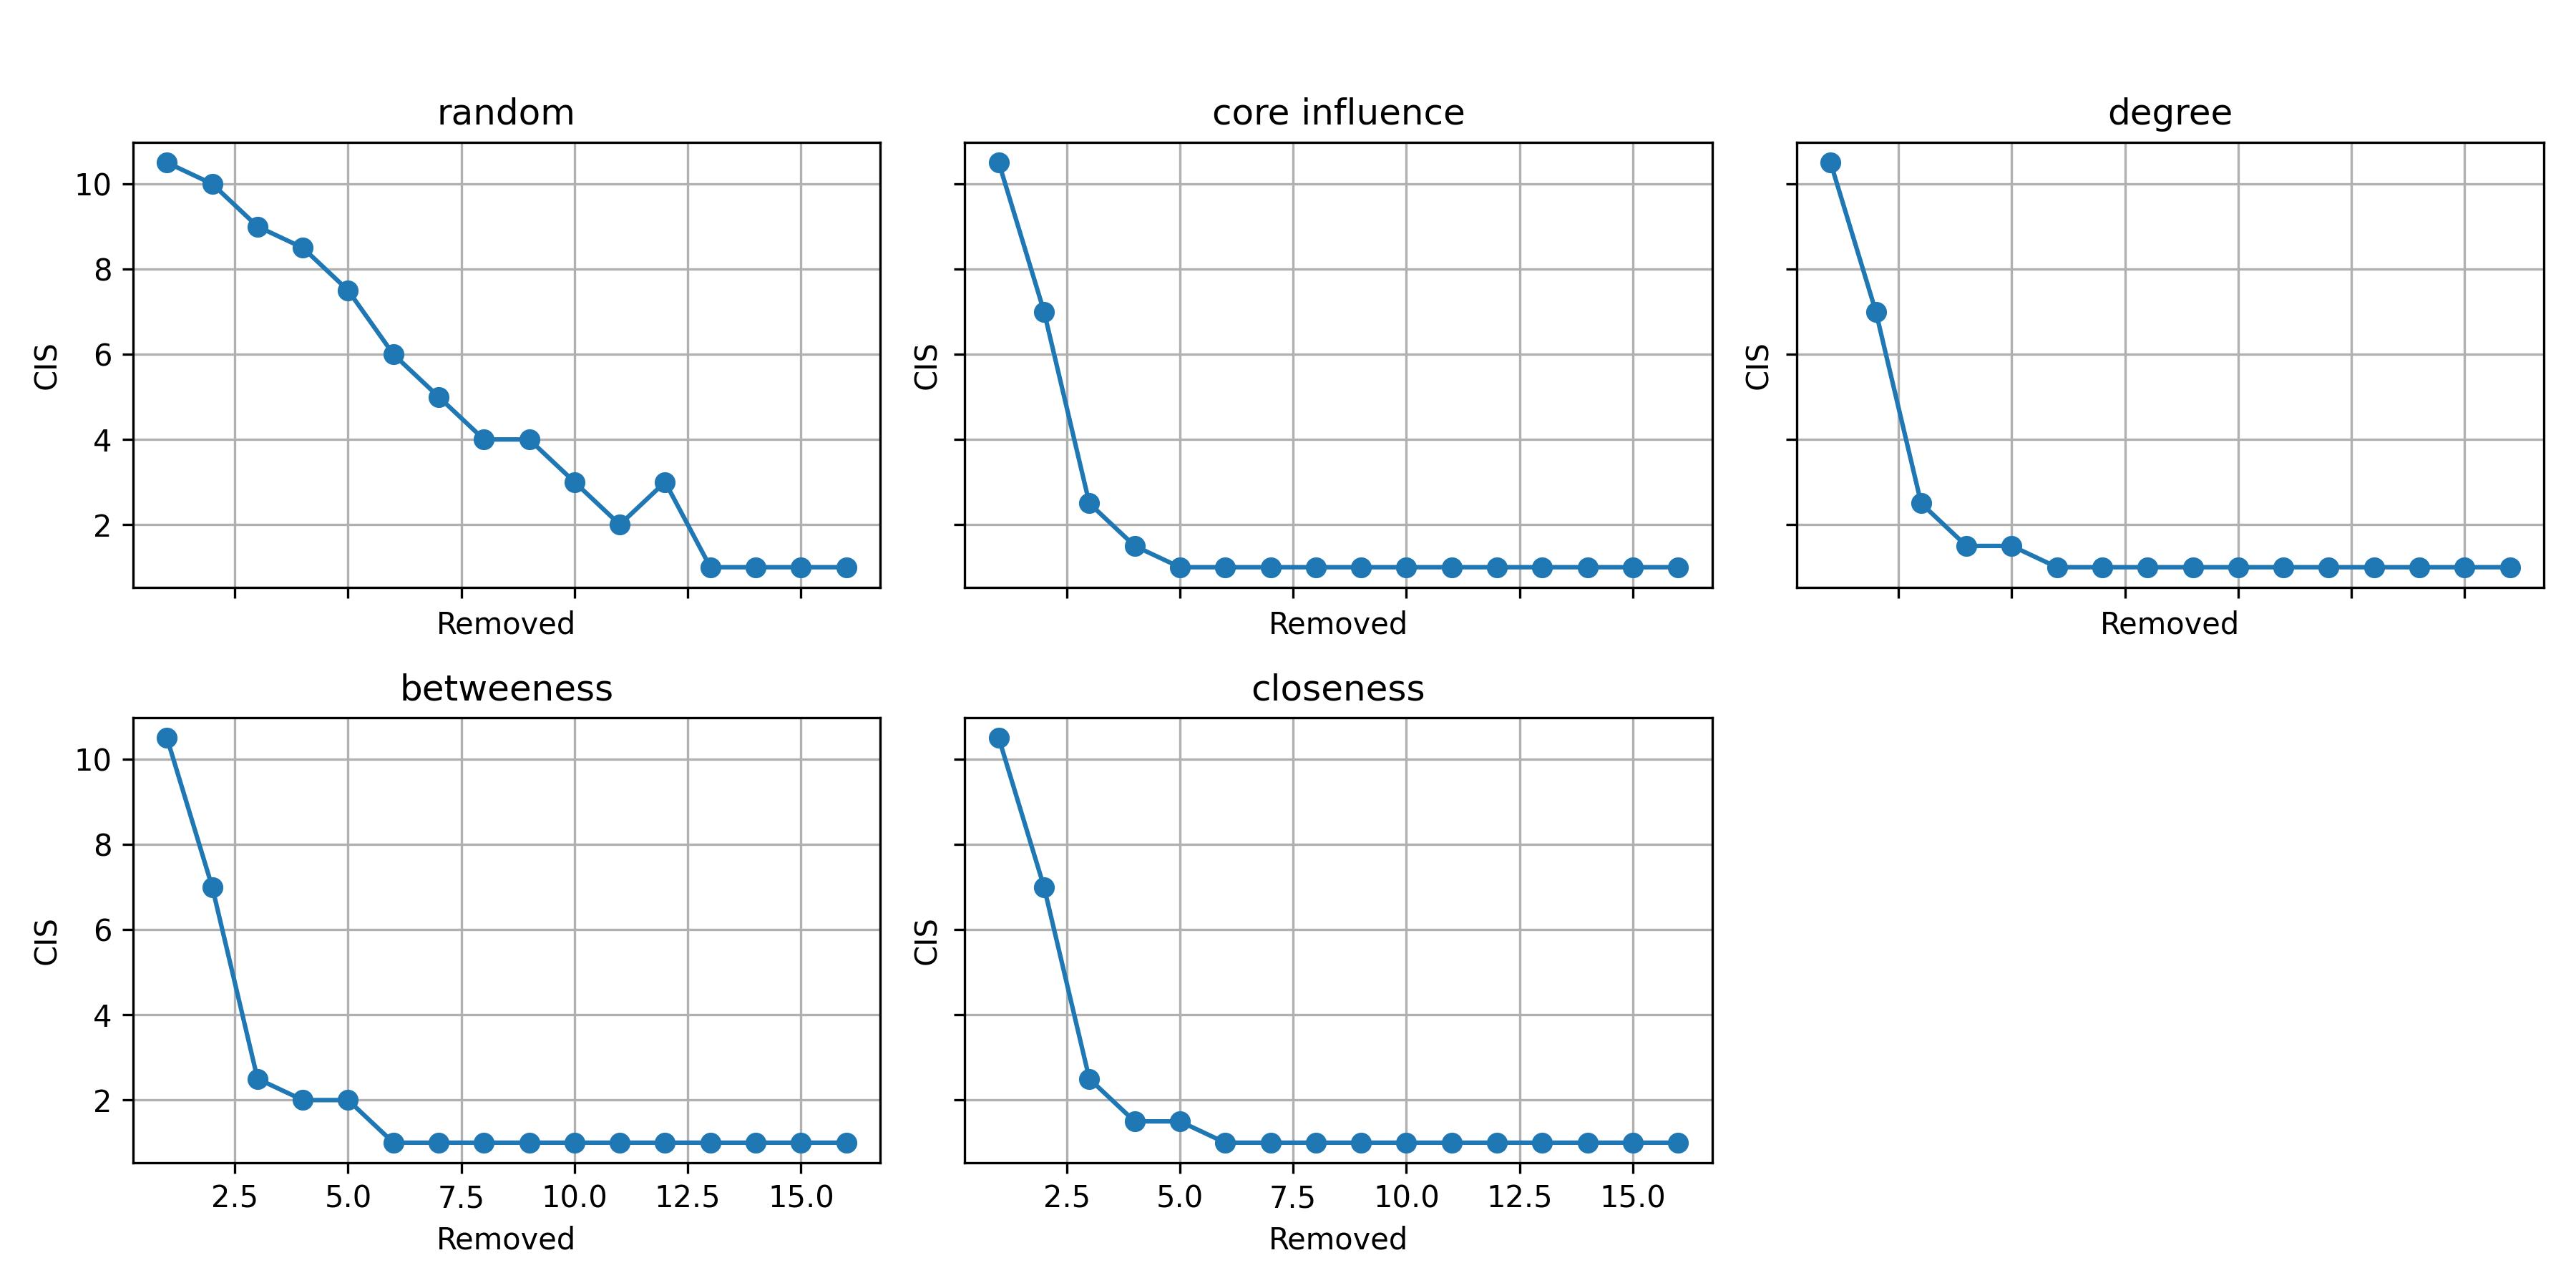 random
core influence
degree
10
8
6
4
2
CIS
CIS
CIS
Removed
Removed
Removed
betweeness
closeness
10
8
6
4
2
CIS
CIS
2.5 5.0 7.5 10.0 12.5 15.0
2.5 5.0 7.5 10.0 12.5 15.0
Removed
Removed